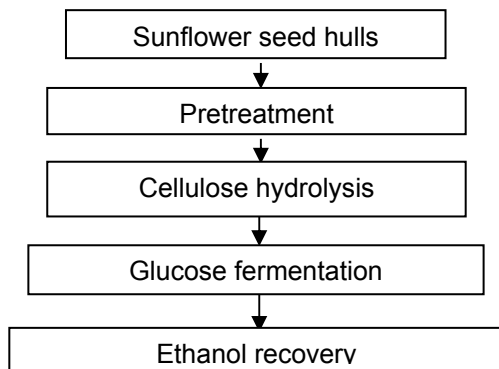 Sunflower seed hulls
Pretreatment
Cellulose hydrolysis
Glucose fermentation
Ethanol recovery